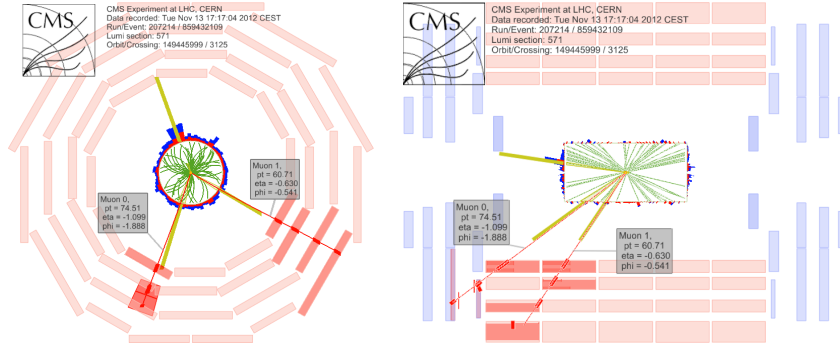 CMS
CMS Experiment at LHC, CERN
Data recorded: Tue Nov 13 17:17:04 2012 CEST
Run/Event: 207214 / 859432109
Lumi section: 571
Orbit/Crossing: 149445999 / 3125
Muon 1,
pt = 60.71
eta = -0.630
phi = -0.541
Muon 0,
pt = 74.51
eta = -1.099
phi = -1.888
CMS
CMS Experiment at LHC, CERN
Data recorded: Tue Nov 13 17:17:04 2012 CEST
Run/Event: 207214 / 859432109
Lumi section: 571
Orbit/Crossing: 149445999 / 3125
Muon 0,
pt = 74.51
eta = -1.099
phi = -1.888
Muon 1,
pt = 60.71
eta = -0.630
phi = -0.541